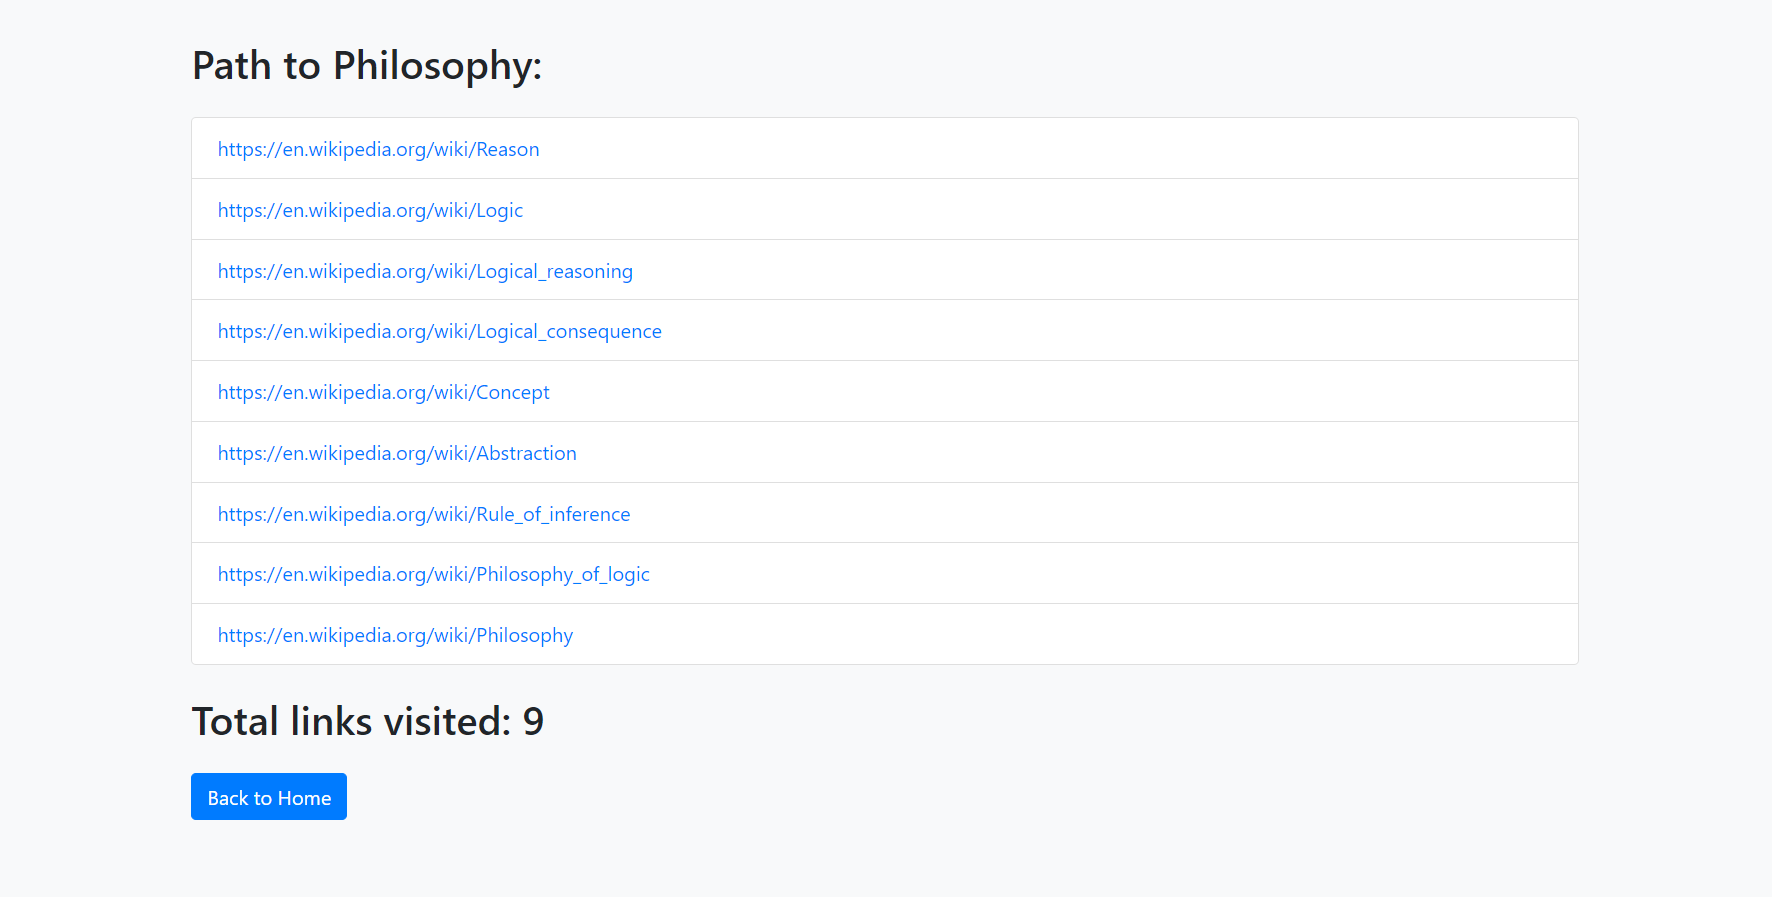 Path to Philosophy:
https://en.wikipedia.org/wiki/Reason
https://en.wikipedia.org/wiki/Logic
https://en.wikipedia.org/wiki/Logical_reasoning
https://en.wikipedia.org/wiki/Logical_consequence
https://en.wikipedia.org/wiki/Concept
https://en.wikipedia.org/wiki/Abstraction
https://en.wikipedia.org/wiki/Rule_of_inference
https://en.wikipedia.org/wiki/Philosophy_of_logic
https://en.wikipedia.org/wiki/Philosophy
Total links visited: 9
Back to Home